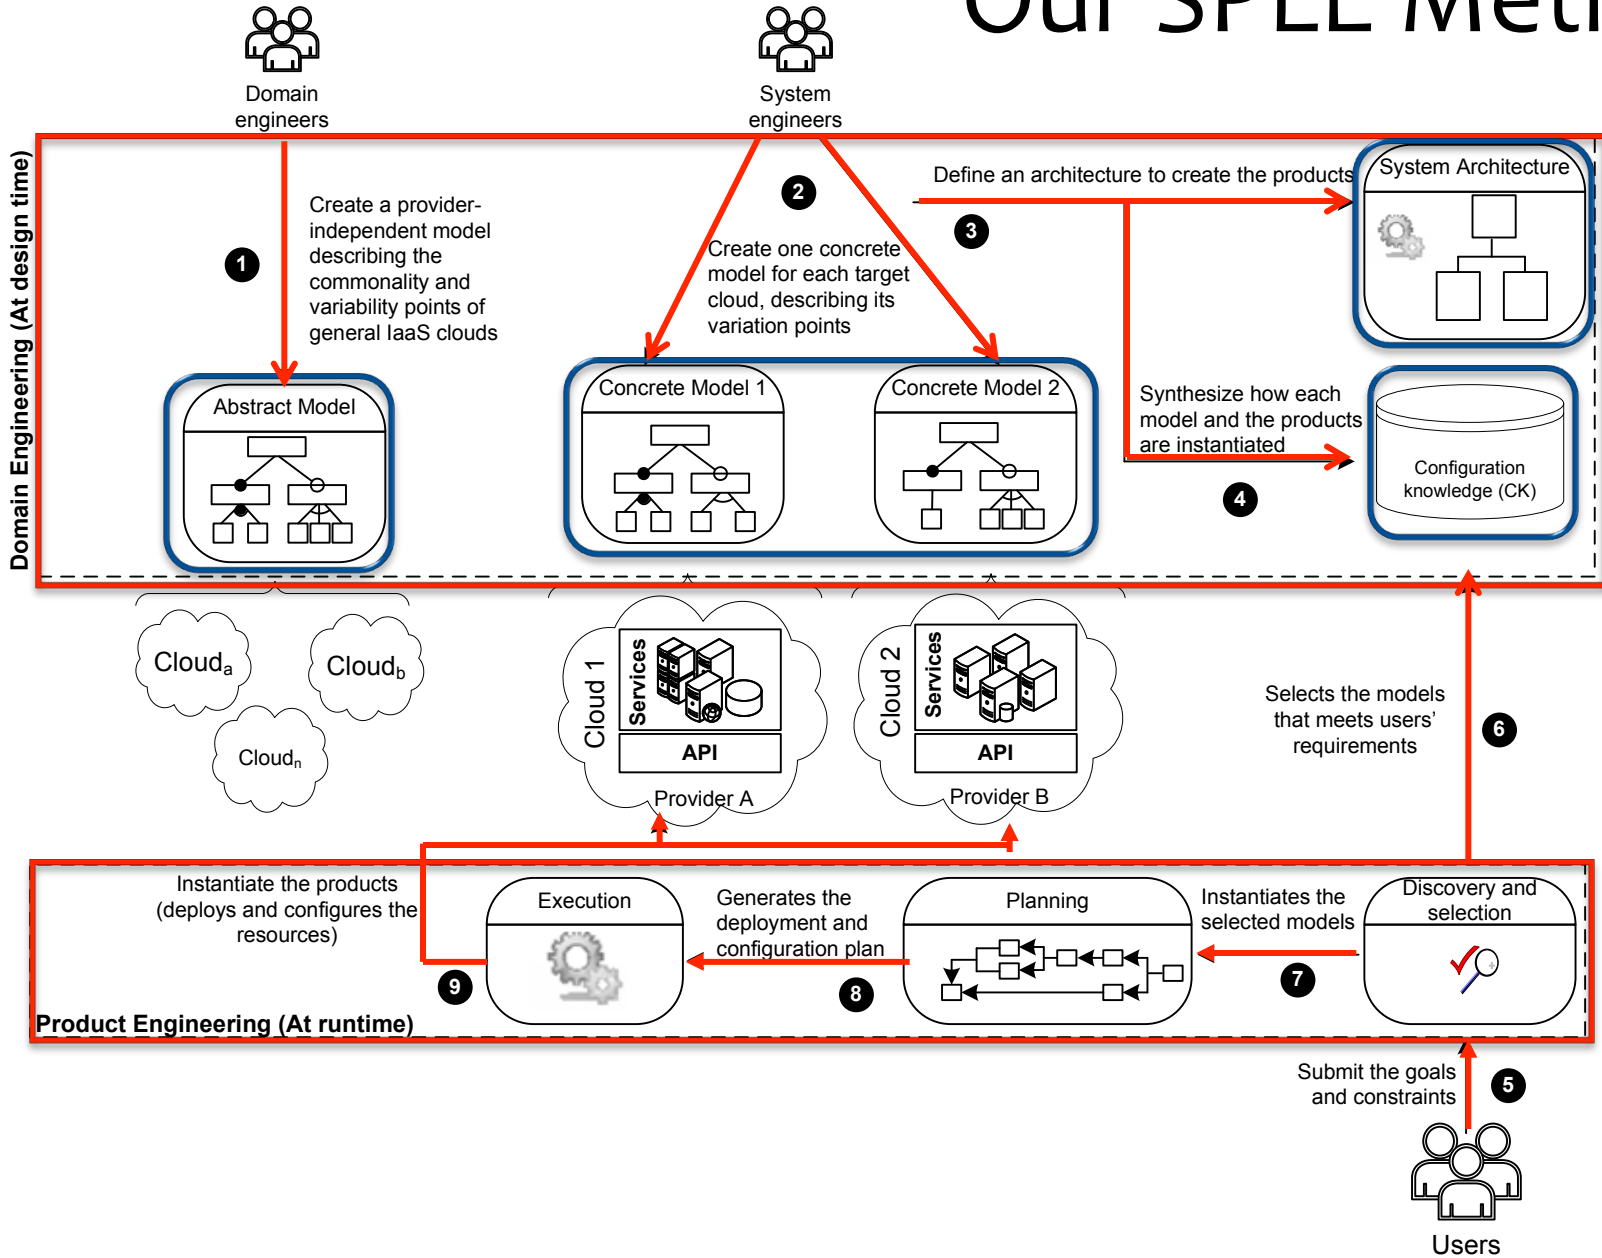 Our SPLE Met
Domain
engineers
System
engineers
Domain Engineering (At design time)
1
Create a provider-
independent model
describing the
commonality and
variability points of
general IaaS clouds
2
Create one concrete
model for each target
cloud, describing its
variation points
Define an architecture to create the products
3
System Architecture
Abstract Model
Concrete Model 1
Concrete Model 2
Synthesize how each
model and the products
are instantiated
4
Configuration
knowledge (CK)
Clouda
Cloudb
Cloudn
Cloud 1
Services
API
Provider A
Cloud 2
Services
API
Provider B
Selects the models
that meets users'
requirements
6
Instantiate the products
(deploys and configures the
resources)
9
Execution
Generates the
deployment and
configuration plan
8
Planning
Instantiates the
selected models
7
Discovery and
selection
Product Engineering (At runtime)
Submit the goals
and constraints
5
Users